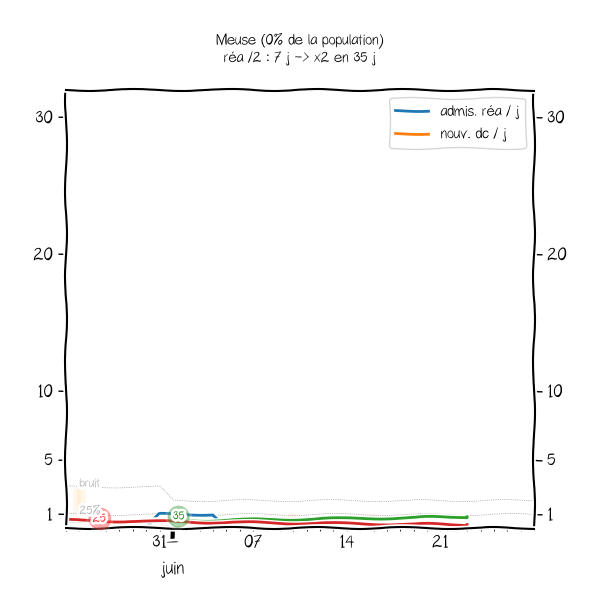 Meuse (0% de la population)
réa /2 : 7 j -> x2 en 35 j
admis. réa / j
nouv. dc / j
30
30
20
20
10
10
5
5
bruit
25%
25
35
1
1
31
07
14
21
juin